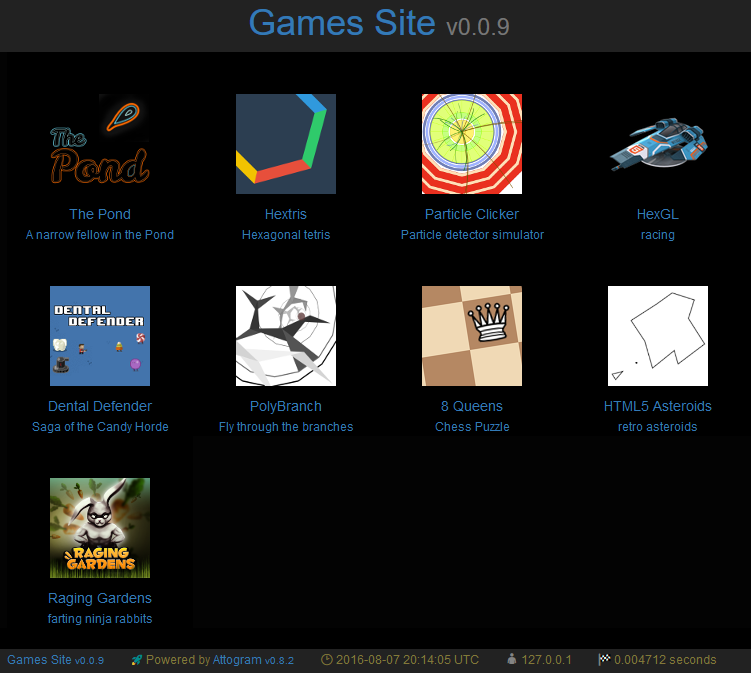 Games Site v0.0.9
The
Pond
The Pond
A narrow fellow in the Pond
Hextris
Hexagonal tetris
Particle Clicker
Particle detector simulator
HexGL
racing
DENTAL
DEFENDER
Dental Defender
Saga of the Candy Horde
PolyBranch
Fly through the branches
8 Queens
Chess Puzzle
HTML5 Asteroids
retro asteroids
RAGING
GARDENS
Raging Gardens
farting ninja rabbits
Games Site v0.0.9 Powered by Attogram v0.8.2 2016-08-07 20:14:05 UTC 127.0.0.1 0.004712 seconds